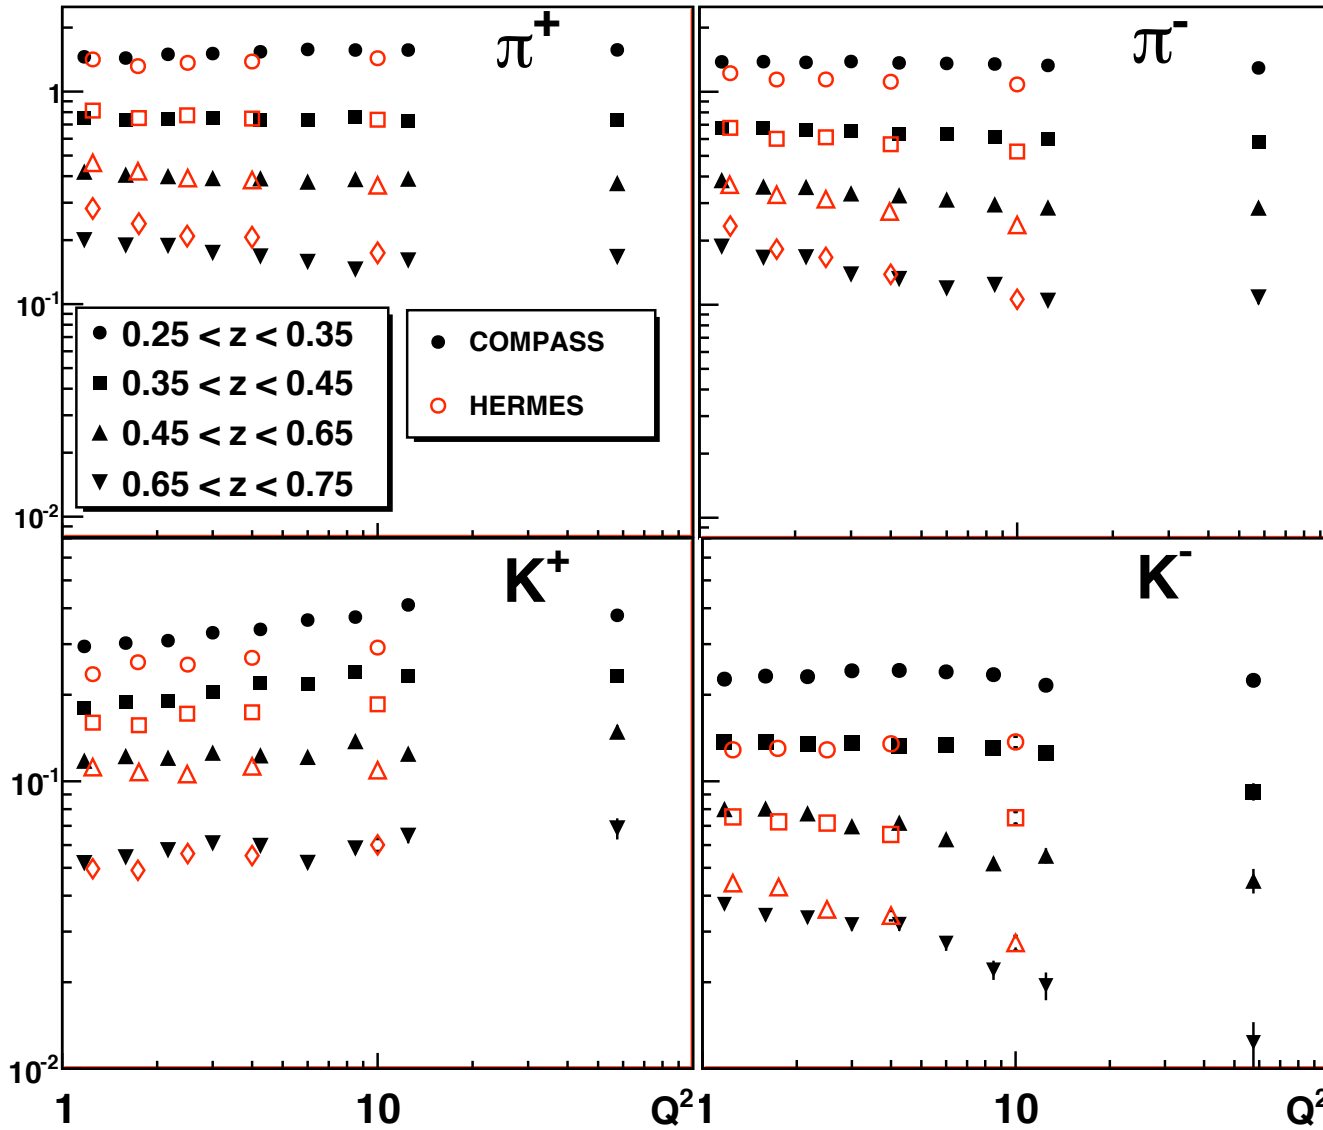 π+
π-
1
10-1
10-2
0.25 < z < 0.35
0.35 < z < 0.45
0.45 < z < 0.65
0.65 < z < 0.75
COMPASS
HERMES
K+
K-
10-1
10-2
1
10
Q2
1
10
Q2